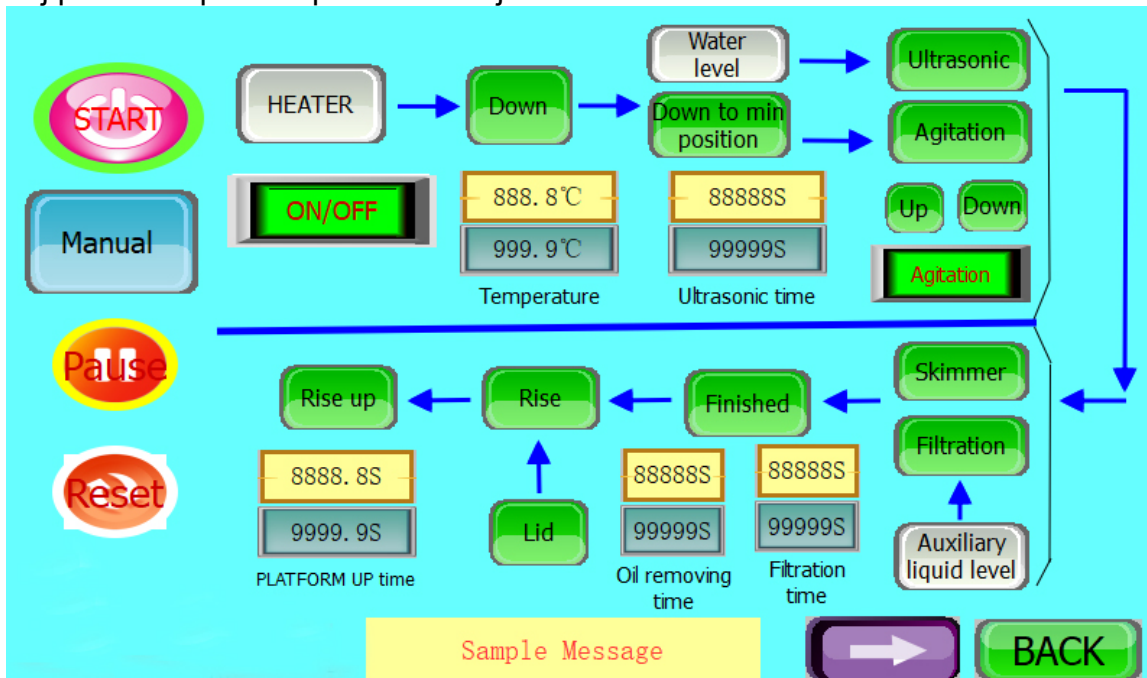 START
HEATER
Down
Water
level
Down to min
position
Ultrasonic
Agitation
Manual
ON/OFF
888.8℃
999.9℃
Temperature
88888S
99999S
Ultrasonic time
Up
Down
Agitation
Pause
Rise up
Rise
Finished
Skimmer
Filtration
Reset
8888.8S
9999.9S
PLATFORM UP time
Lid
88888S
99999S
Oil removing
time
88888S
99999S
Filtration
time
Auxiliary
liquid level
Sample Message
BACK